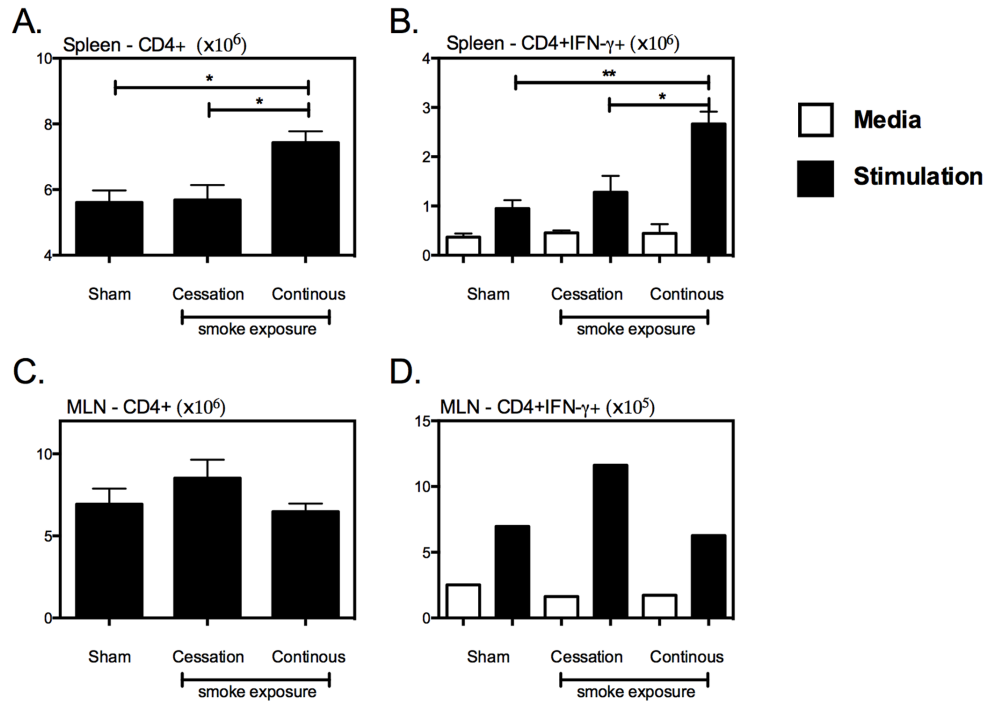 A.
Spleen - CD4+ (x10⁶)
10
8
6
4
*
*
Sham
Cessation
Continous
smoke exposure
B.
Spleen - CD4+IFN-γ+ (x10⁶)
4
3
2
1
0
**
*
Sham
Cessation
Continous
smoke exposure
Media
Stimulation
C.
MLN - CD4+ (x10⁶)
10
5
0
Sham
Cessation
Continous
smoke exposure
D.
MLN - CD4+IFN-γ+ (x10⁵)
15
10
5
0
Sham
Cessation
Continous
smoke exposure